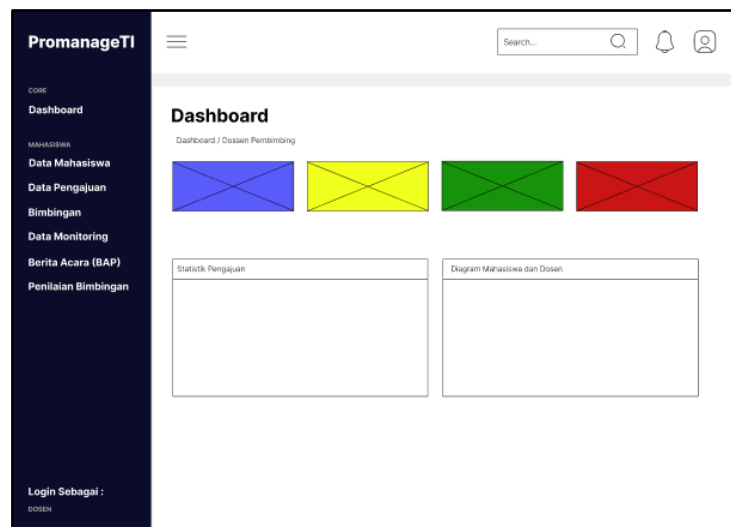 PromanageTI
Search...
CORE
Dashboard
MAHASISWA
Data Mahasiswa
Data Pengajuan
Bimbingan
Data Monitoring
Berita Acara (BAP)
Penilaian Bimbingan
Login Sebagai :
DOSEN
Dashboard
Dashboard / Dossen Pembimbing
Statistik Pengajuan
Diagram Mahasiswa dan Dosen